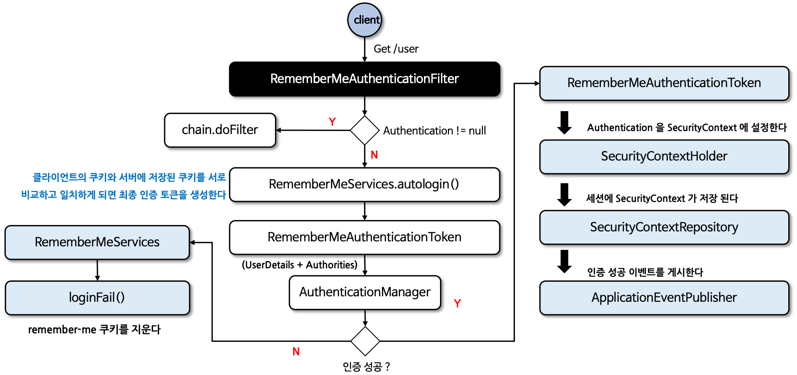 client
Get /user
RememberMeAuthenticationFilter
Y
chain.doFilter
Authentication != null
N
클라이언트의 쿠키와 서버에 저장된 쿠키를 서로
비교하고 일치하게 되면 최종 인증 토큰을 생성한다
RememberMeServices.autologin()
RememberMeAuthenticationToken
(UserDetails + Authorities)
AuthenticationManager
인증 성공 ?
N
RememberMeServices
loginFail()
remember-me 쿠키를 지운다
Y
RememberMeAuthenticationToken
Authentication 을 SecurityContext 에 설정한다
SecurityContextHolder
세션에 SecurityContext 가 저장 된다
SecurityContextRepository
인증 성공 이벤트를 게시한다
ApplicationEventPublisher